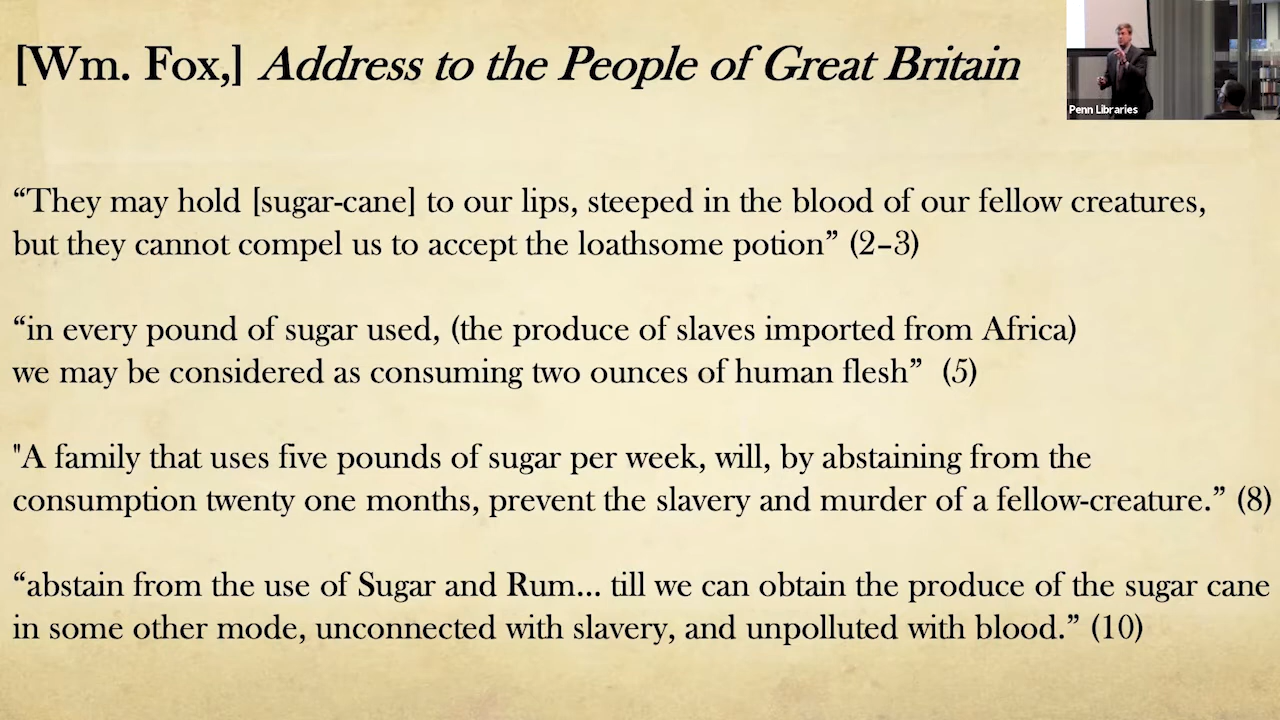 [Wm. Fox,] Address to the People of Great Britain
Penn Libraries
“They may hold [sugar-cane] to our lips, steeped in the blood of our fellow creatures,
but they cannot compel us to accept the loathsome potion” (2–3)
“in every pound of sugar used, (the produce of slaves imported from Africa)
we may be considered as consuming two ounces of human flesh” (5)
"A family that uses five pounds of sugar per week, will, by abstaining from the
consumption twenty one months, prevent the slavery and murder of a fellow-creature.” (8)
“abstain from the use of Sugar and Rum... till we can obtain the produce of the sugar cane
in some other mode, unconnected with slavery, and unpolluted with blood.” (10)